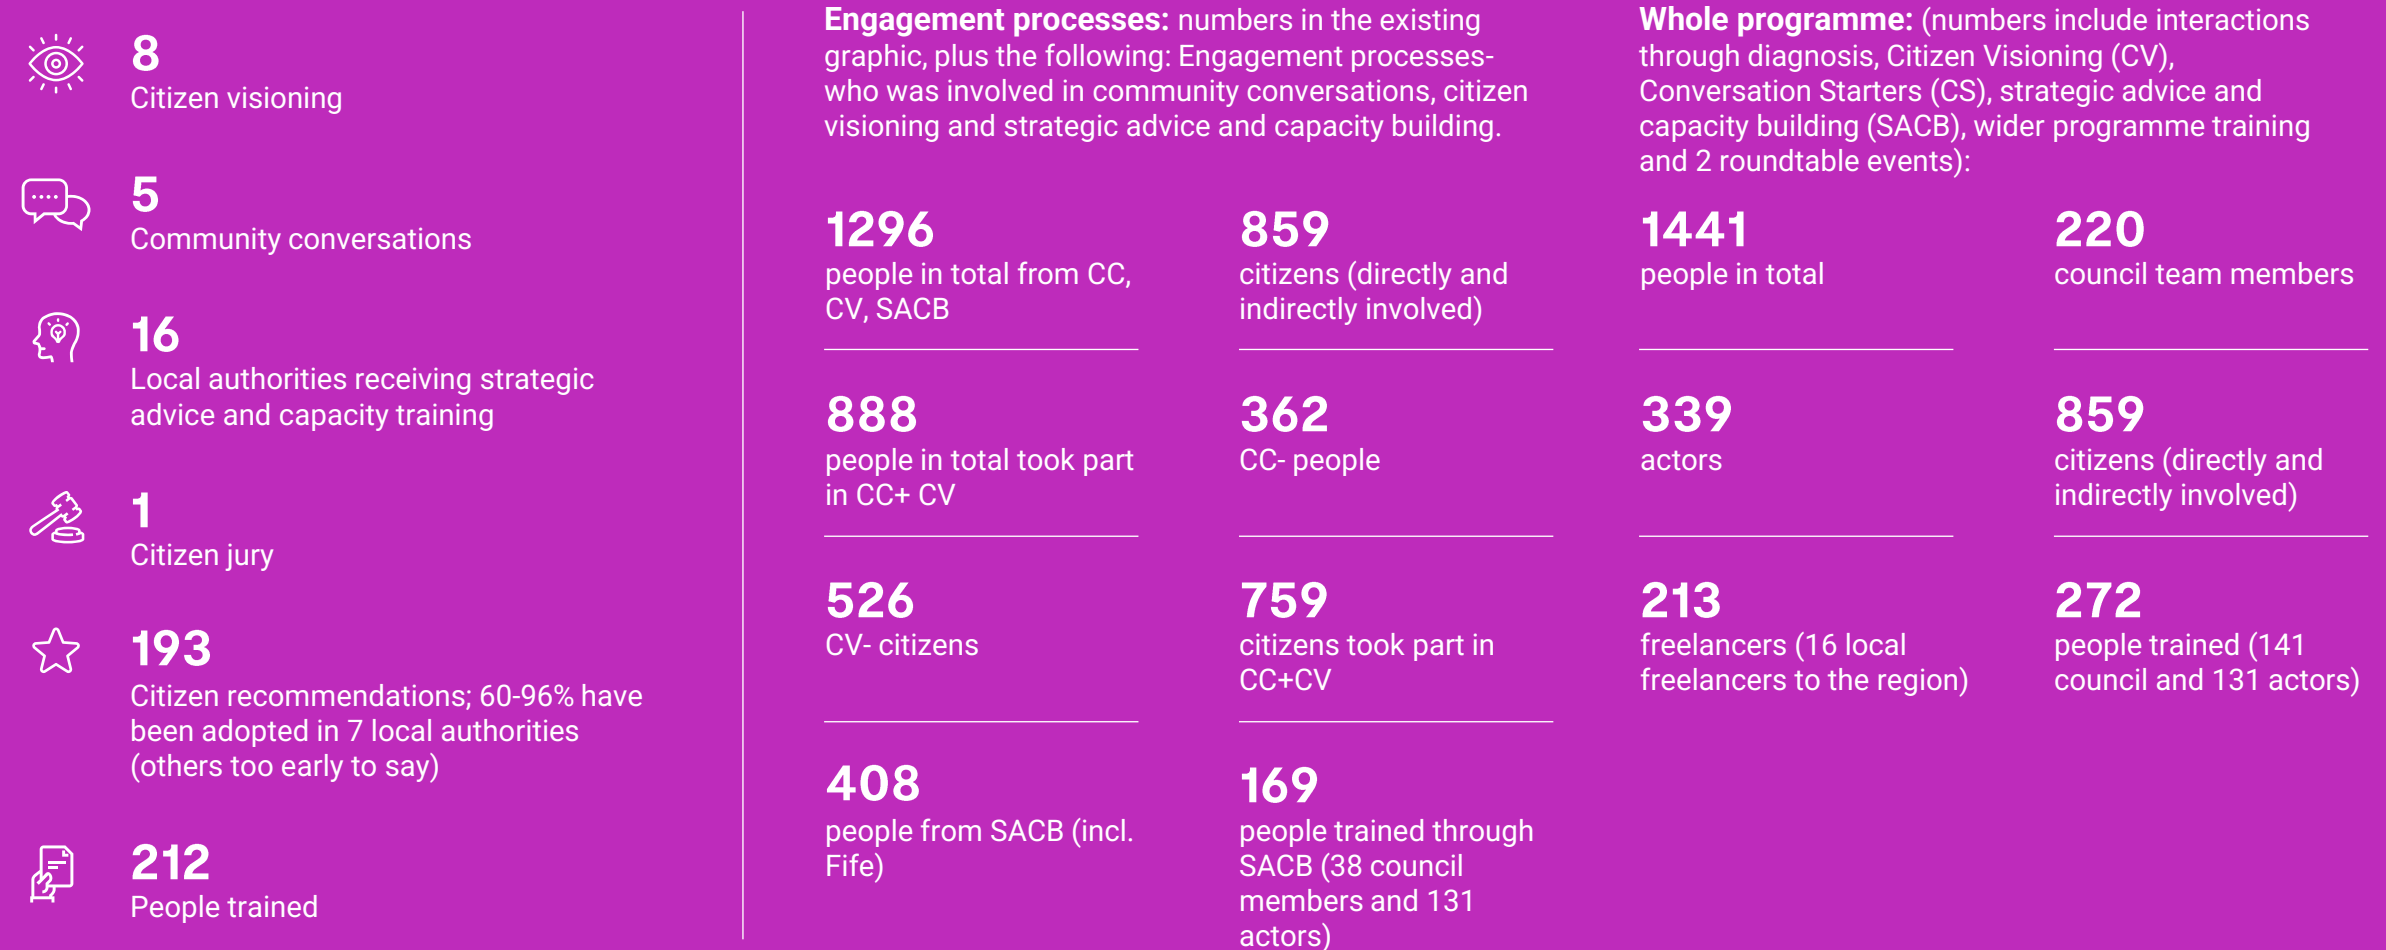 8
Citizen visioning
5
Community conversations
16
Local authorities receiving strategic
advice and capacity training
1
Citizen jury
193
Citizen recommendations; 60-96% have
been adopted in 7 local authorities
(others too early to say)
212
People trained
Engagement processes: numbers in the existing
graphic, plus the following: Engagement processes-
who was involved in community conversations, citizen
visioning and strategic advice and capacity building.
1296
people in total from CC,
CV, SACB
859
citizens (directly and
indirectly involved)
888
people in total took part
in CC+ CV
362
CC- people
526
CV- citizens
759
citizens took part in
CC+CV
408
people from SACB (incl.
Fife)
169
people trained through
SACB (38 council
members and 131
actors)
Whole programme: (numbers include interactions
through diagnosis, Citizen Visioning (CV),
Conversation Starters (CS), strategic advice and
capacity building (SACB), wider programme training
and 2 roundtable events):
1441
people in total
220
council team members
339
actors
859
citizens (directly and
indirectly involved)
213
freelancers (16 local
freelancers to the region)
272
people trained (141
council and 131 actors)